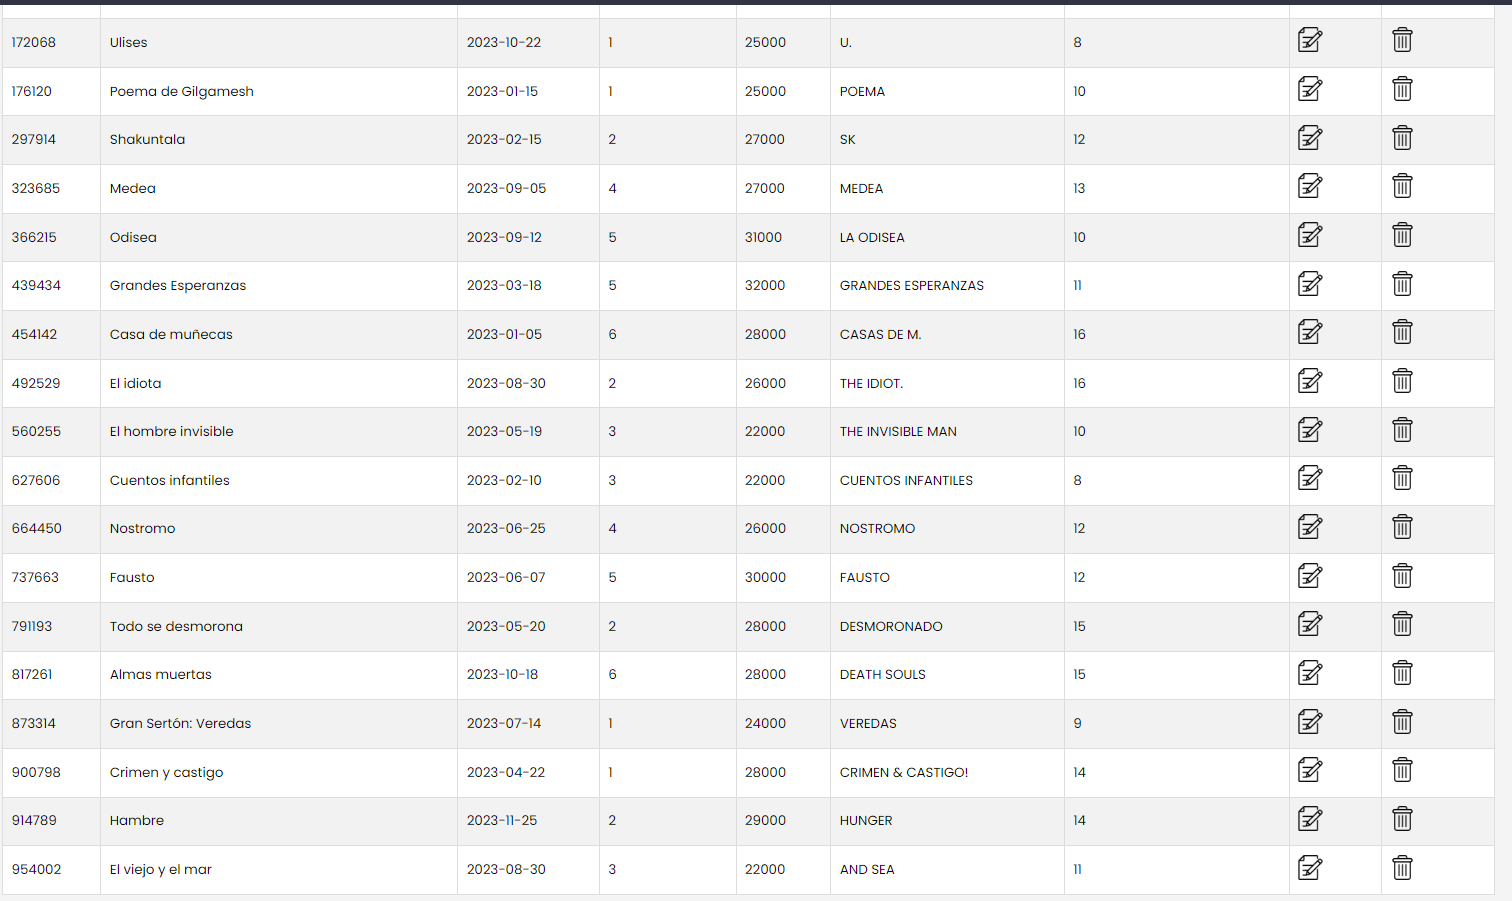 172068 Ulises 2023-10-22 1 25000 U. 8
176120 Poema de Gilgamesh 2023-01-15 1 25000 POEMA 10
297914 Shakuntala 2023-02-15 2 27000 SK 12
323685 Medea 2023-09-05 4 27000 MEDEA 13
366215 Odisea 2023-09-12 5 31000 LA ODISEA 10
439434 Grandes Esperanzas 2023-03-18 5 32000 GRANDES ESPERANZAS 11
454142 Casa de muñecas 2023-01-05 6 28000 CASAS DE M. 16
492529 El idiota 2023-08-30 2 26000 THE IDIOT. 16
560255 El hombre invisible 2023-05-19 3 22000 THE INVISIBLE MAN 10
627606 Cuentos infantiles 2023-02-10 3 22000 CUENTOS INFANTILES 8
664450 Nostromo 2023-06-25 4 26000 NOSTROMO 12
737663 Fausto 2023-06-07 5 30000 FAUSTO 12
791193 Todo se desmorona 2023-05-20 2 28000 DESMORONADO 15
817261 Almas muertas 2023-10-18 6 28000 DEATH SOULS 15
873314 Gran Sertón: Veredas 2023-07-14 1 24000 VEREDAS 9
900798 Crimen y castigo 2023-04-22 1 28000 CRIMEN & CASTIGO! 14
914789 Hambre 2023-11-25 2 29000 HUNGER 14
954002 El viejo y el mar 2023-08-30 3 22000 AND SEA 11